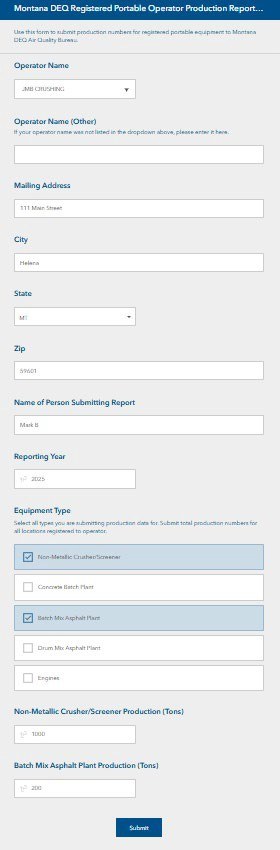 Montana DEQ Registered Portable Operator Production Report...
Use this form to submit production numbers for registered portable equipment to Montana
DEQ Air Quality Bureau.
Operator Name
JMB CRUSHING
Operator Name (Other)
If your operator name was not listed in the dropdown above, please enter it here.
Mailing Address
111 Main Street
City
Helena
State
MT
Zip
59601
Name of Person Submitting Report
Mark B
Reporting Year
2025
Equipment Type
Select all types you are submitting production data for. Submit total production numbers for
all locations registered to operator.
Non-Metallic Crusher/Screener
Concrete Batch Plant
Batch Mix Asphalt Plant
Drum Mix Asphalt Plant
Engines
Non-Metallic Crusher/Screener Production (Tons)
1000
Batch Mix Asphalt Plant Production (Tons)
200
Submit